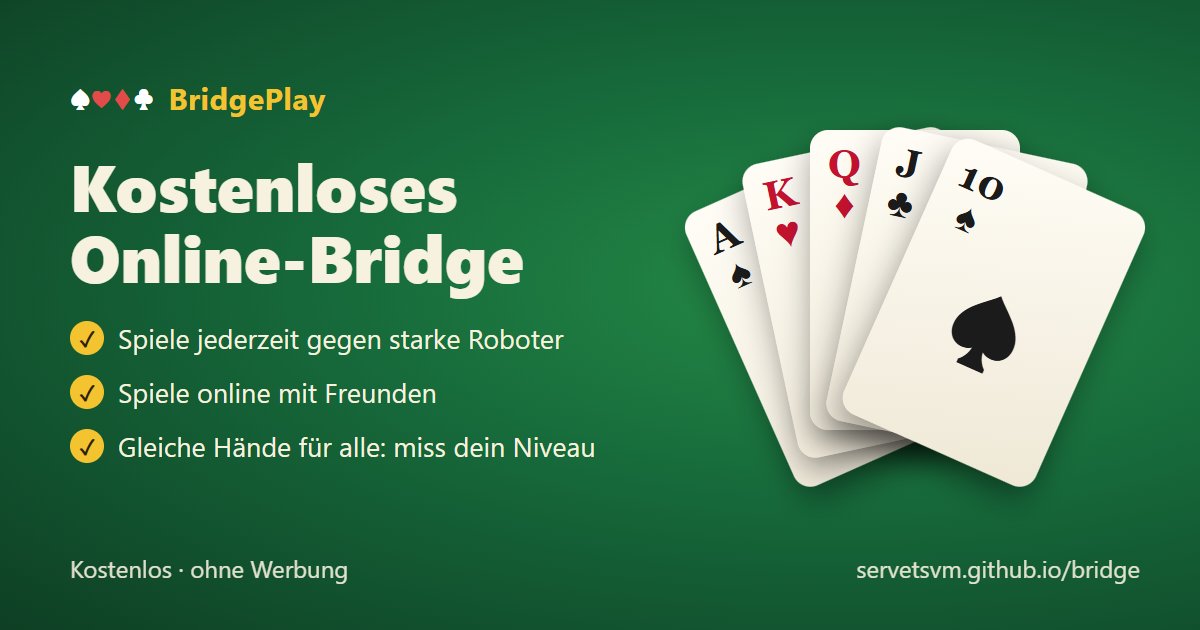 ♠♥♦♣ BridgePlay
Kostenloses
Online-Bridge
✓ Spiele jederzeit gegen starke Roboter
✓ Spiele online mit Freunden
✓ Gleiche Hände für alle: miss dein Niveau
A♠
K♥
Q♦
J♣
10♠
Kostenlos · ohne Werbung
servetsvm.github.io/bridge